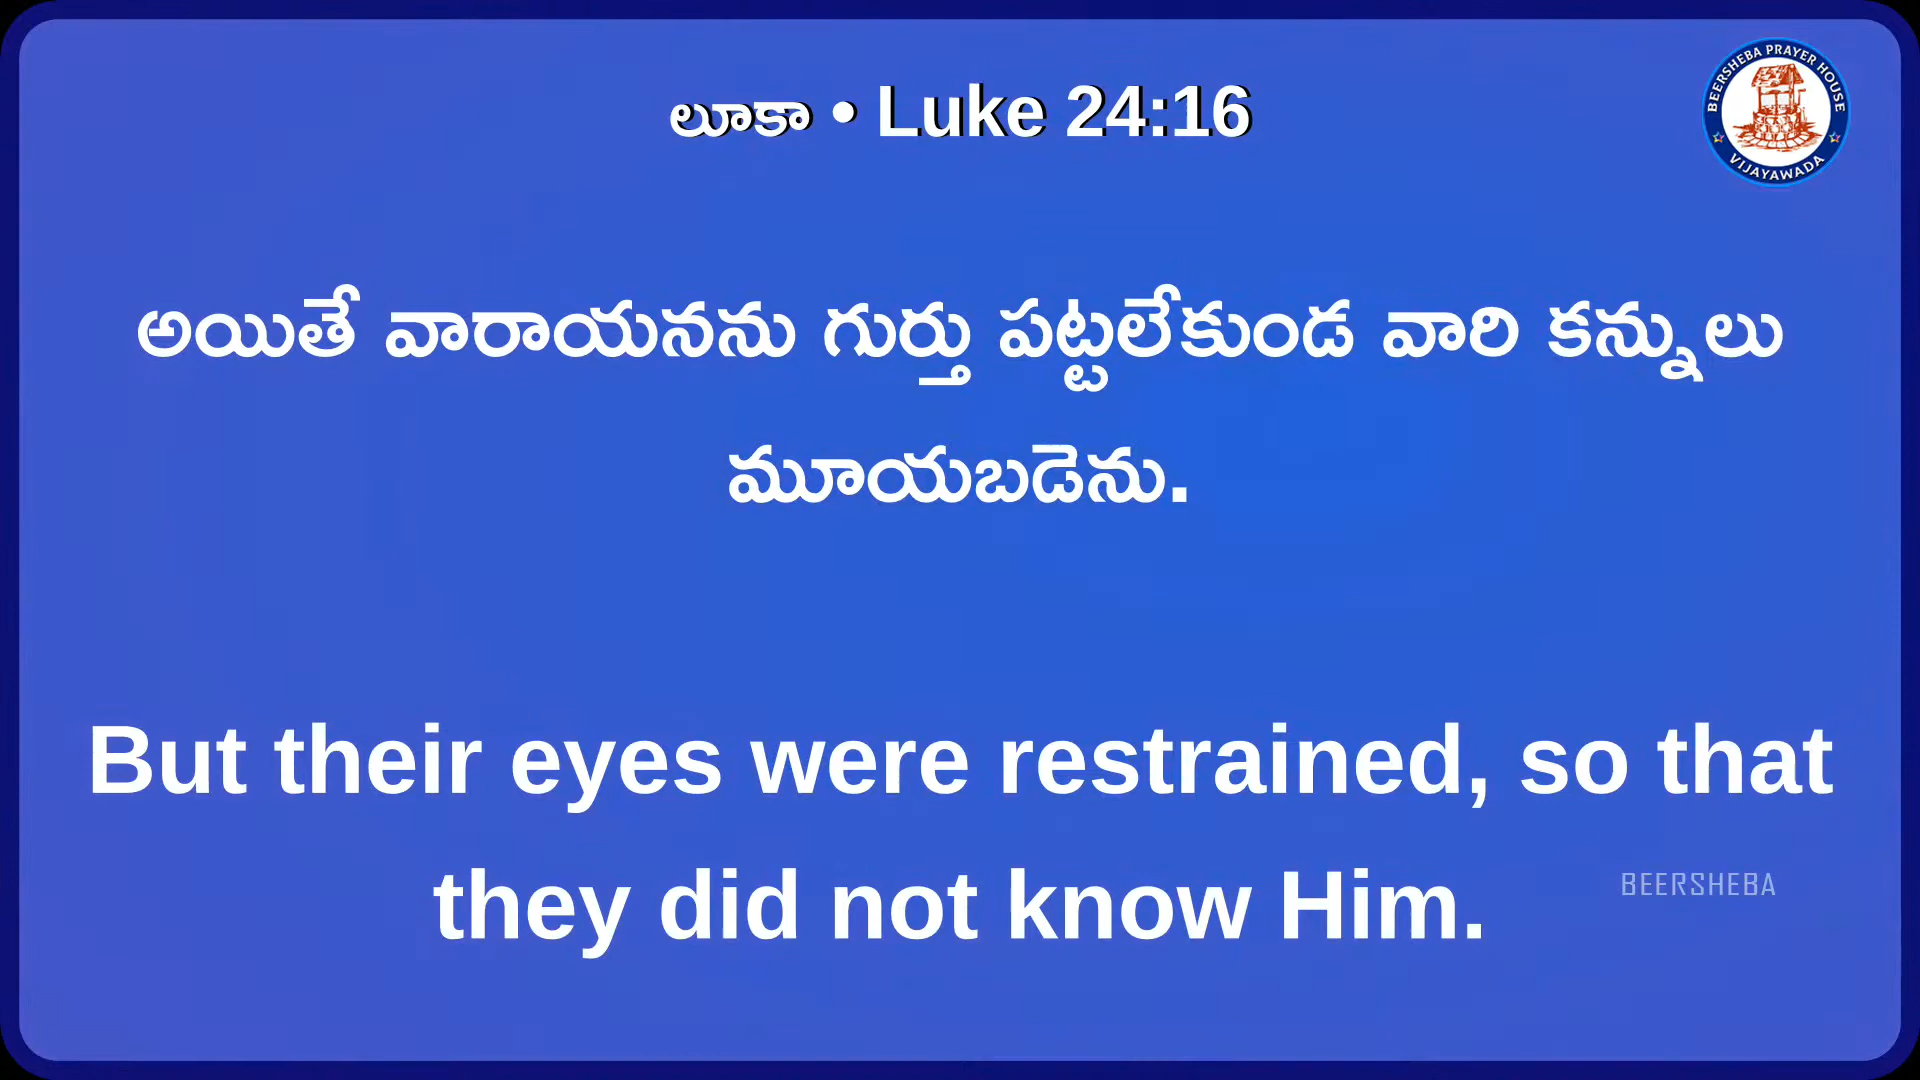 లూకా • Luke 24:16
BEERSHEBA PRAYER HOUSE
VIJAYAWADA
అయితే వారాయనను గుర్తు పట్టలేకుండ వారి కన్నులు
మూయబడెను.
But their eyes were restrained, so that
they did not know Him.
BEERSHEBA